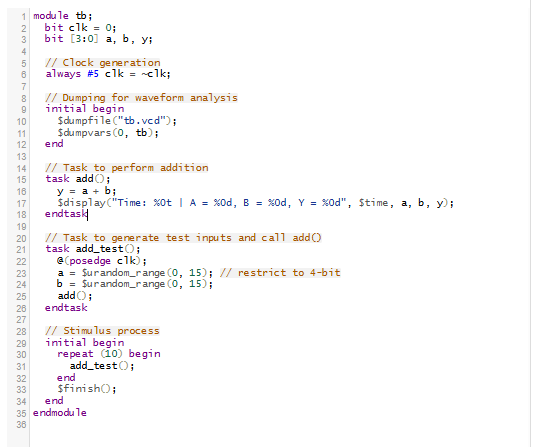 1 module tb;
2 bit clk = 0;
3 bit [3:0] a, b, y;
4
5 // Clock generation
6 always #5 clk = ~clk;
7
8 // Dumping for waveform analysis
9 initial begin
10 $dumpfile("tb.vcd");
11 $dumpvars(0, tb);
12 end
13
14 // Task to perform addition
15 task add();
16 y = a + b;
17 $display("Time: %0t | A = %0d, B = %0d, Y = %0d", $time, a, b, y);
18 endtask
19
20 // Task to generate test inputs and call add()
21 task add_test();
22 @(posedge clk);
23 a = $urandom_range(0, 15); // restrict to 4-bit
24 b = $urandom_range(0, 15);
25 add();
26 endtask
27
28 // Stimulus process
29 initial begin
30 repeat (10) begin
31 add_test();
32 end
33 $finish();
34 end
35 endmodule
36